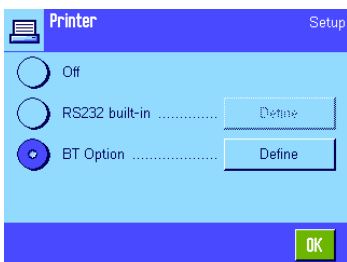 Printer
Setup
Off
RS232 built-in .............. Define
BT Option .................... Define
OK